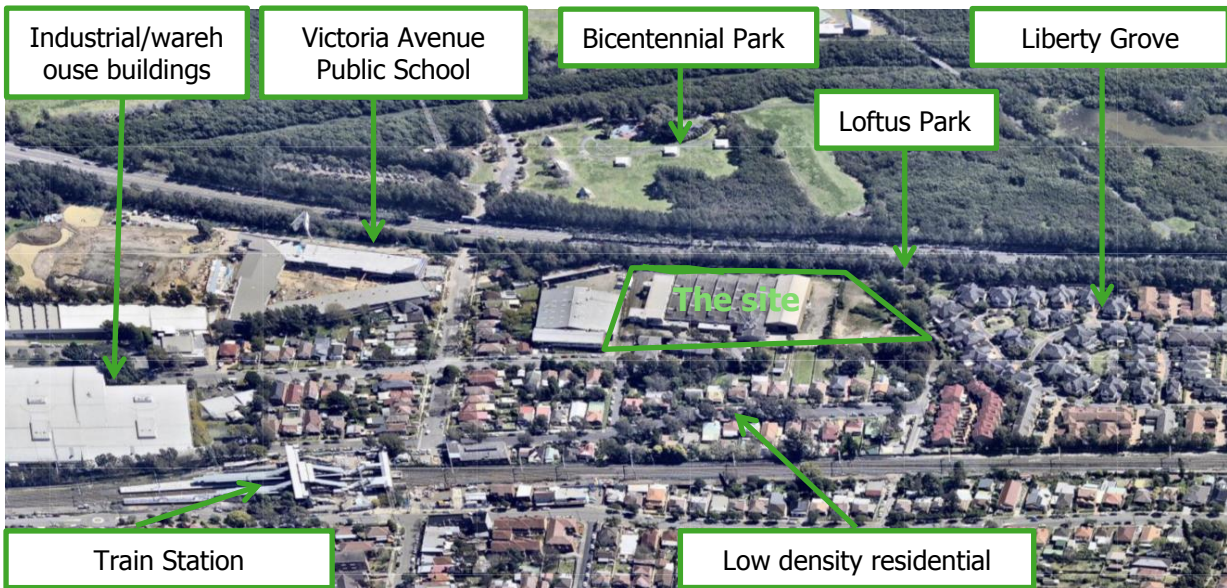 Industrial/wareh
ouse buildings
Victoria Avenue
Public School
Bicentennial Park
Liberty Grove
Loftus Park
The site
Train Station
Low density residential